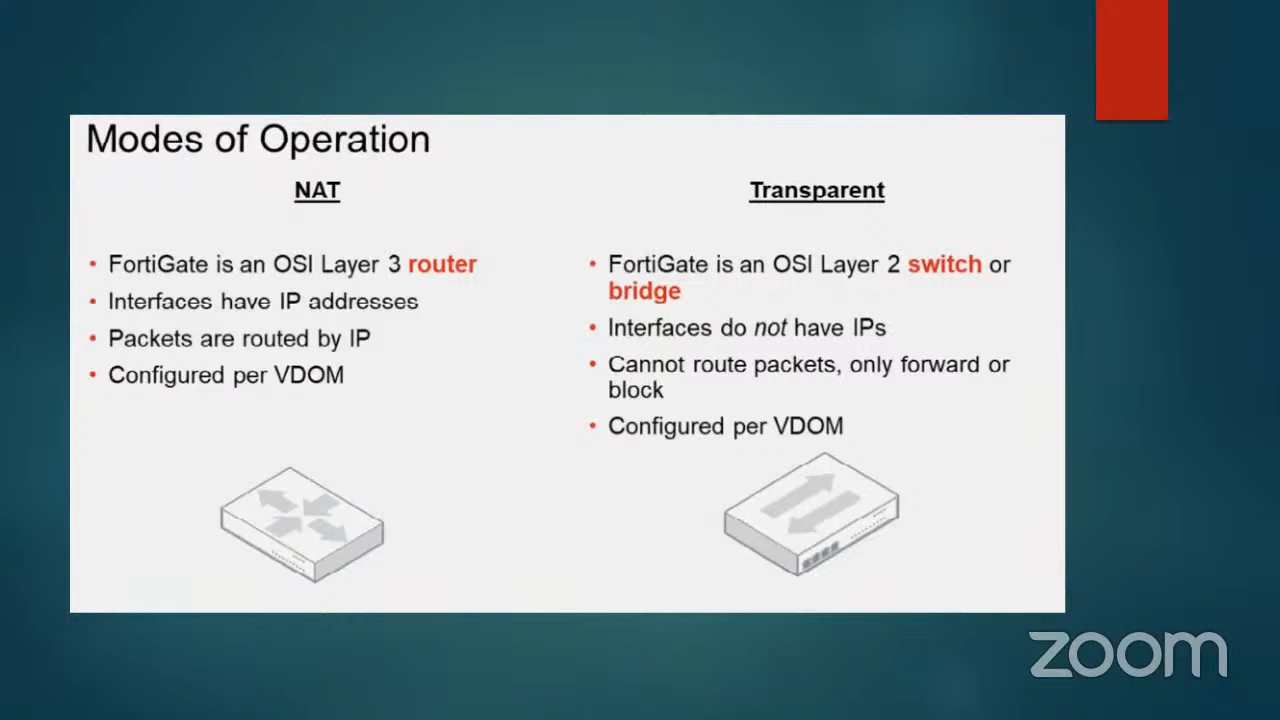 Modes of Operation
NAT
• FortiGate is an OSI Layer 3 router
• Interfaces have IP addresses
• Packets are routed by IP
• Configured per VDOM
Transparent
• FortiGate is an OSI Layer 2 switch or
bridge
• Interfaces do not have IPs
• Cannot route packets, only forward or
block
• Configured per VDOM
zoom